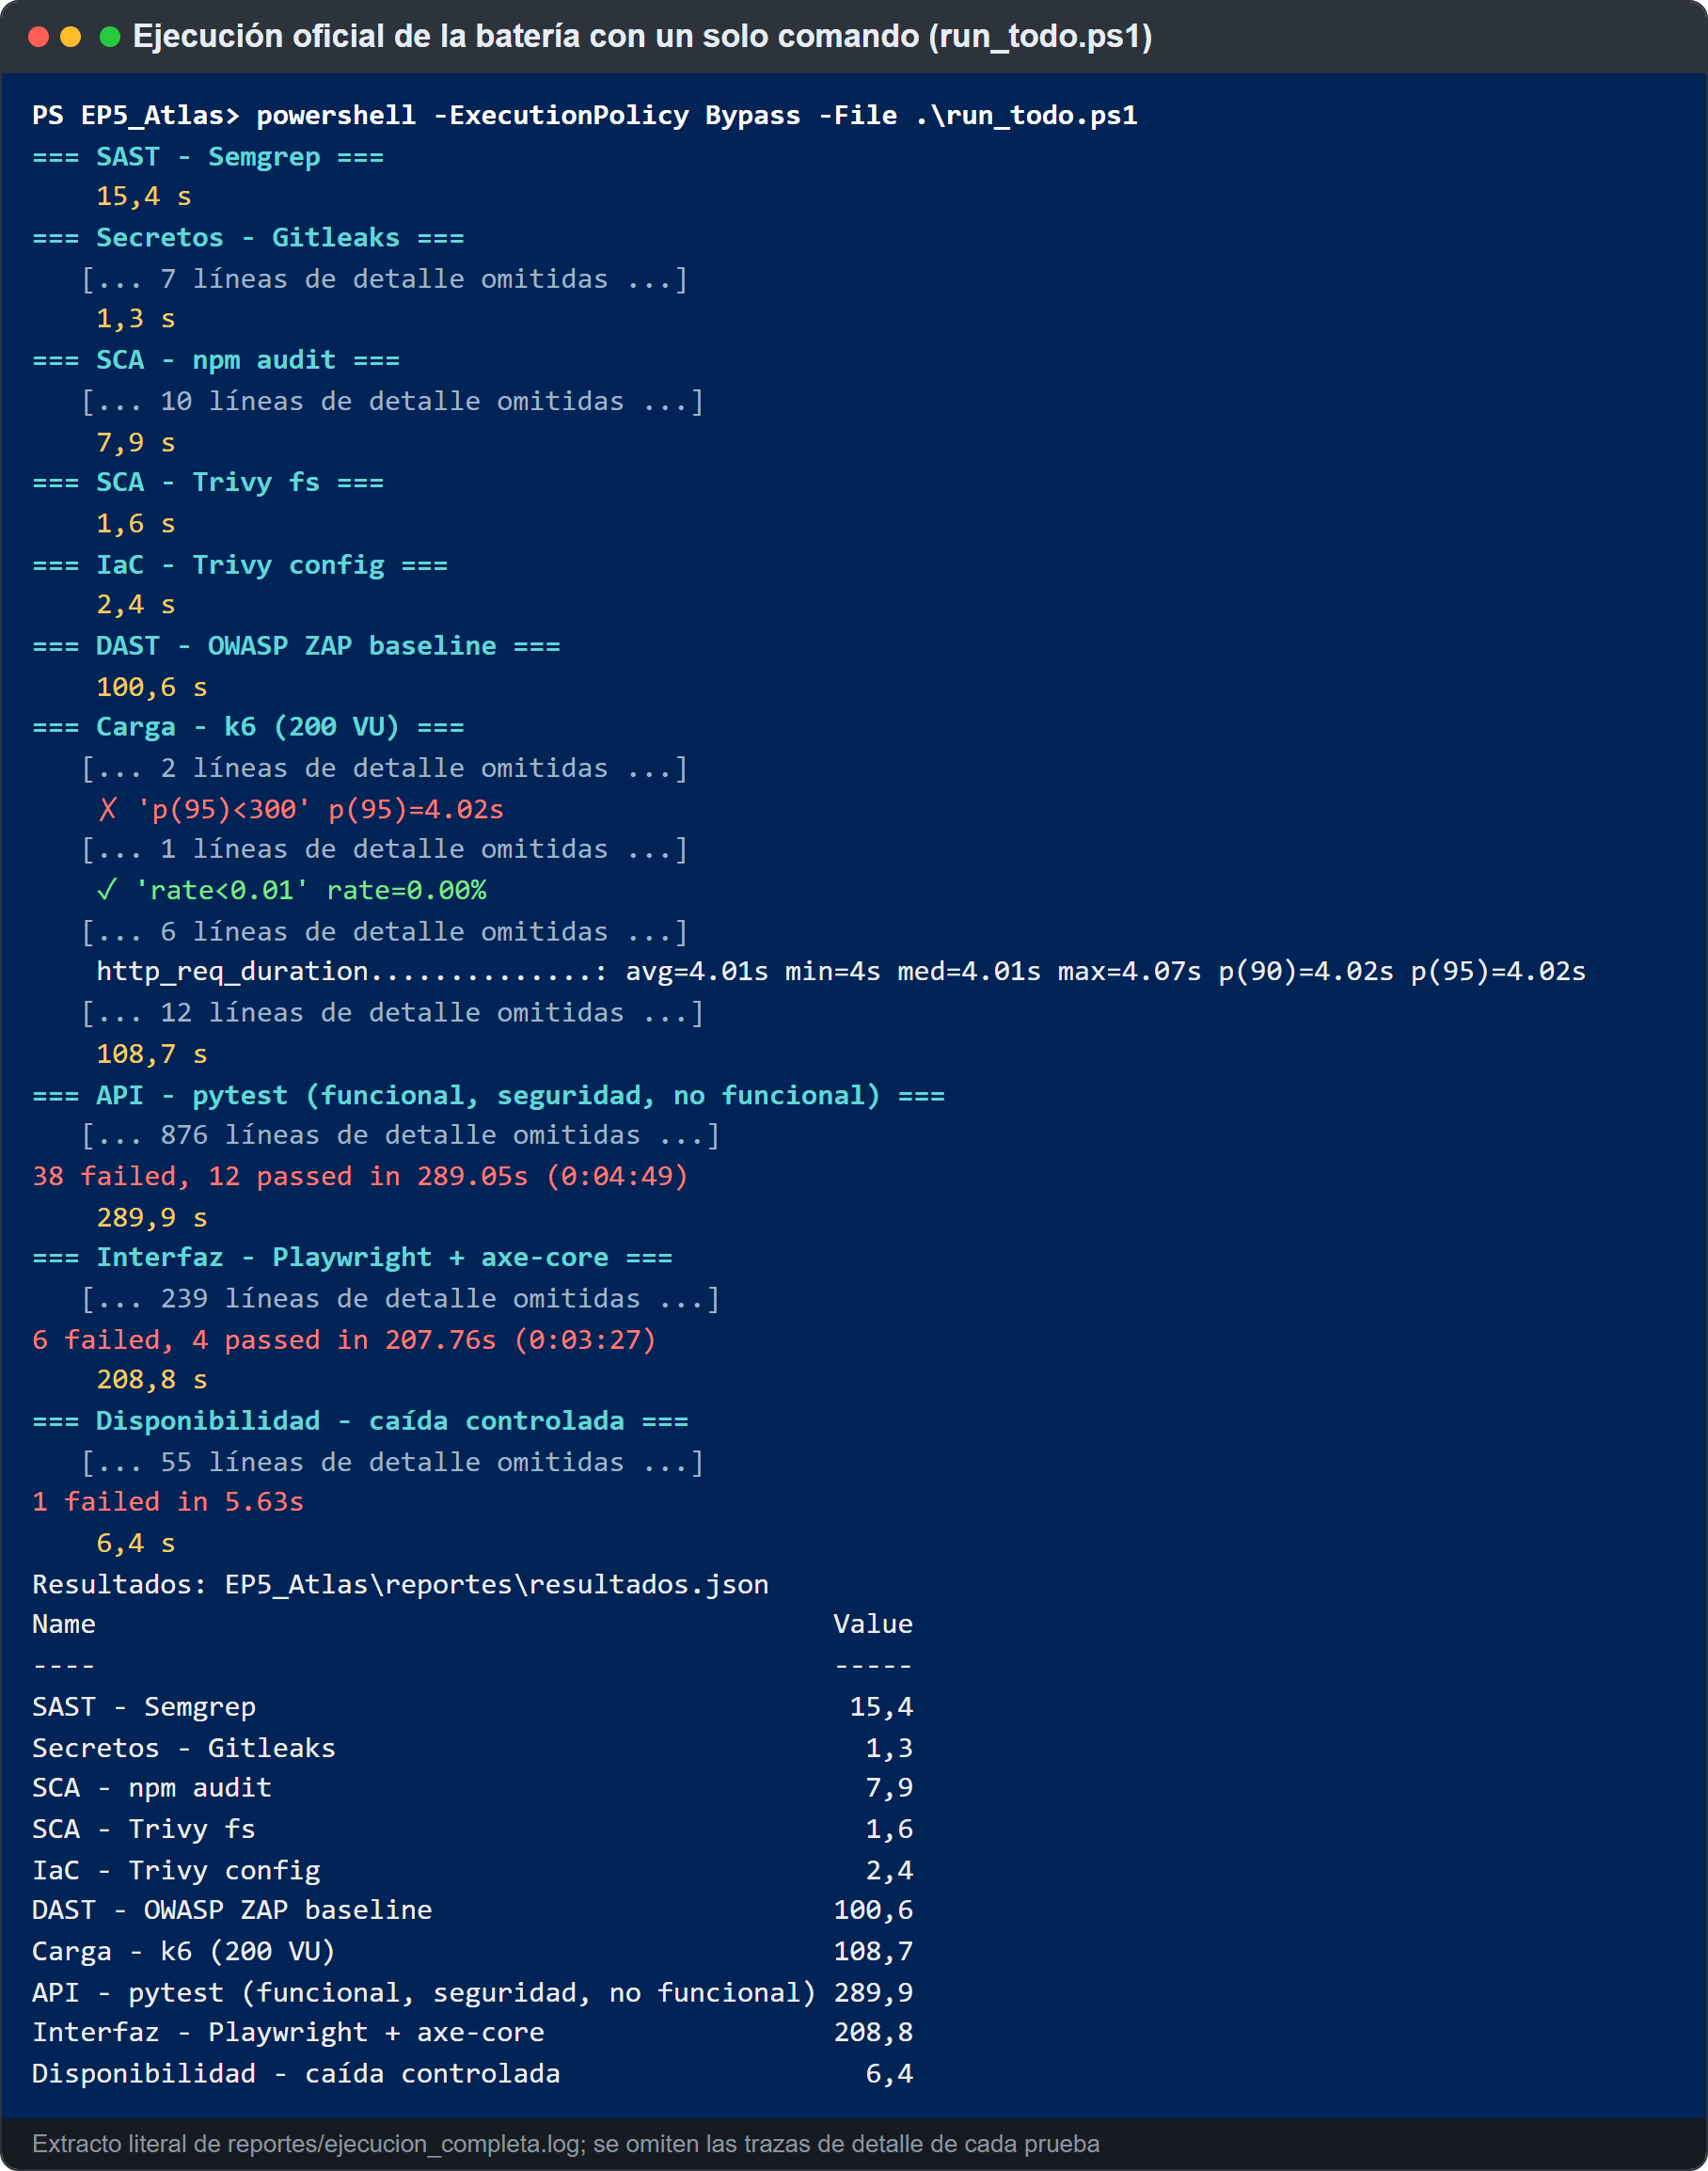 Ejecución oficial de la batería con un solo comando (run_todo.ps1)
PS EP5_Atlas> powershell -ExecutionPolicy Bypass -File .\run_todo.ps1
=== SAST - Semgrep ===
15,4 s
=== Secretos - Gitleaks ===
[... 7 líneas de detalle omitidas ...]
1,3 s
=== SCA - npm audit ===
[... 10 líneas de detalle omitidas ...]
7,9 s
=== SCA - Trivy fs ===
1,6 s
=== IaC - Trivy config ===
2,4 s
=== DAST - OWASP ZAP baseline ===
100,6 s
=== Carga - k6 (200 VU) ===
[... 2 líneas de detalle omitidas ...]
✗ 'p(95)<300' p(95)=4.02s
[... 1 líneas de detalle omitidas ...]
✓ 'rate<0.01' rate=0.00%
[... 6 líneas de detalle omitidas ...]
http_req_duration..............: avg=4.01s min=4s med=4.01s max=4.07s p(90)=4.02s p(95)=4.02s
[... 12 líneas de detalle omitidas ...]
108,7 s
=== API - pytest (funcional, seguridad, no funcional) ===
[... 876 líneas de detalle omitidas ...]
38 failed, 12 passed in 289.05s (0:04:49)
289,9 s
=== Interfaz - Playwright + axe-core ===
[... 239 líneas de detalle omitidas ...]
6 failed, 4 passed in 207.76s (0:03:27)
208,8 s
=== Disponibilidad - caída controlada ===
[... 55 líneas de detalle omitidas ...]
1 failed in 5.63s
6,4 s
Resultados: EP5_Atlas\reportes\resultados.json
Name Value
---- -----
SAST - Semgrep 15,4
Secretos - Gitleaks 1,3
SCA - npm audit 7,9
SCA - Trivy fs 1,6
IaC - Trivy config 2,4
DAST - OWASP ZAP baseline 100,6
Carga - k6 (200 VU) 108,7
API - pytest (funcional, seguridad, no funcional) 289,9
Interfaz - Playwright + axe-core 208,8
Disponibilidad - caída controlada 6,4
Extracto literal de reportes/ejecucion_completa.log; se omiten las trazas de detalle de cada prueba